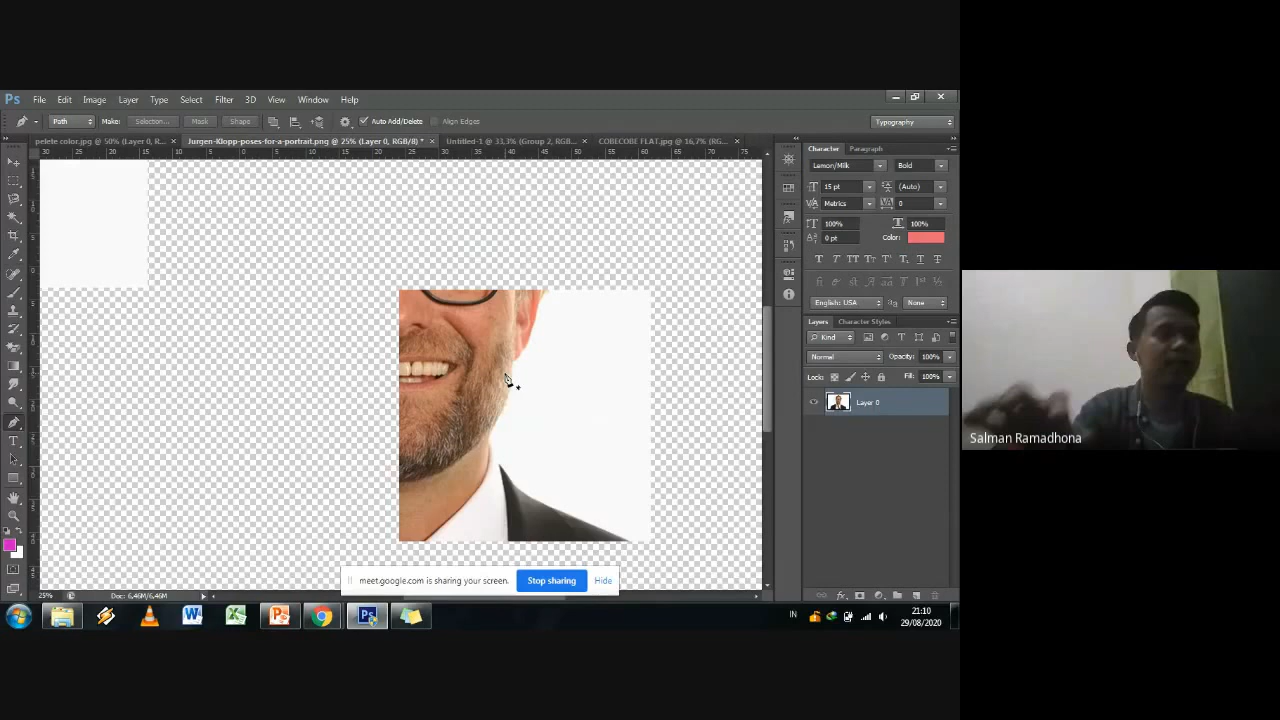 Ps File Edit Image Layer Type Select Filter 3D View Window Help
Path Make: Selection... Mask Shape Auto Add/Delete Align Edges Typography
pelete color.jpg @ 50% (Layer 0, R... × Jurgen-Klopp-poses-for-a-portrait.png @ 25% (Layer 0, RGB/8) * × Untitled-1 @ 33,3% (Group 2, RGB... × COBECOBE FLAT.jpg @ 16,7% (RG... ×
Character Paragraph
Lemon/Milk Bold
15 pt (Auto)
Metrics 0
100% 100%
0 pt Color:
English: USA None
Layers Character Styles
Kind
Normal Opacity: 100%
Lock: Fill: 100%
Layer 0
Salman Ramadhona
meet.google.com is sharing your screen. Stop sharing Hide
25% Doc: 6,46M/6,46M
IN 21:10
29/08/2020